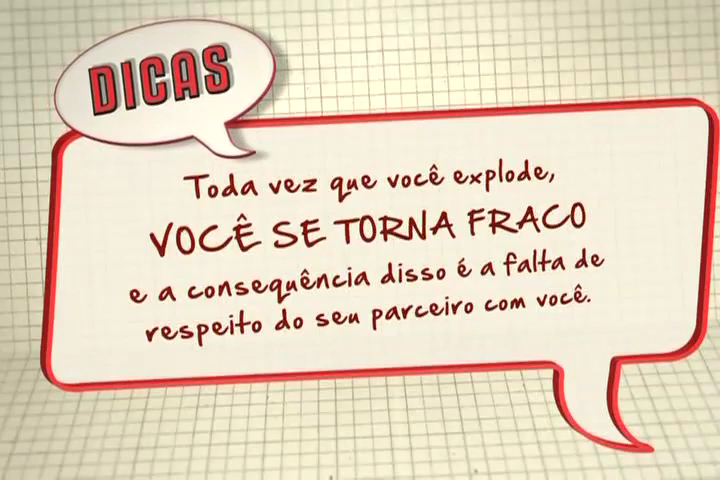 DICAS
Toda vez que você explode,
VOCÊ SE TORNA FRACO
e a consequência disso é a falta de
respeito do seu parceiro com você.